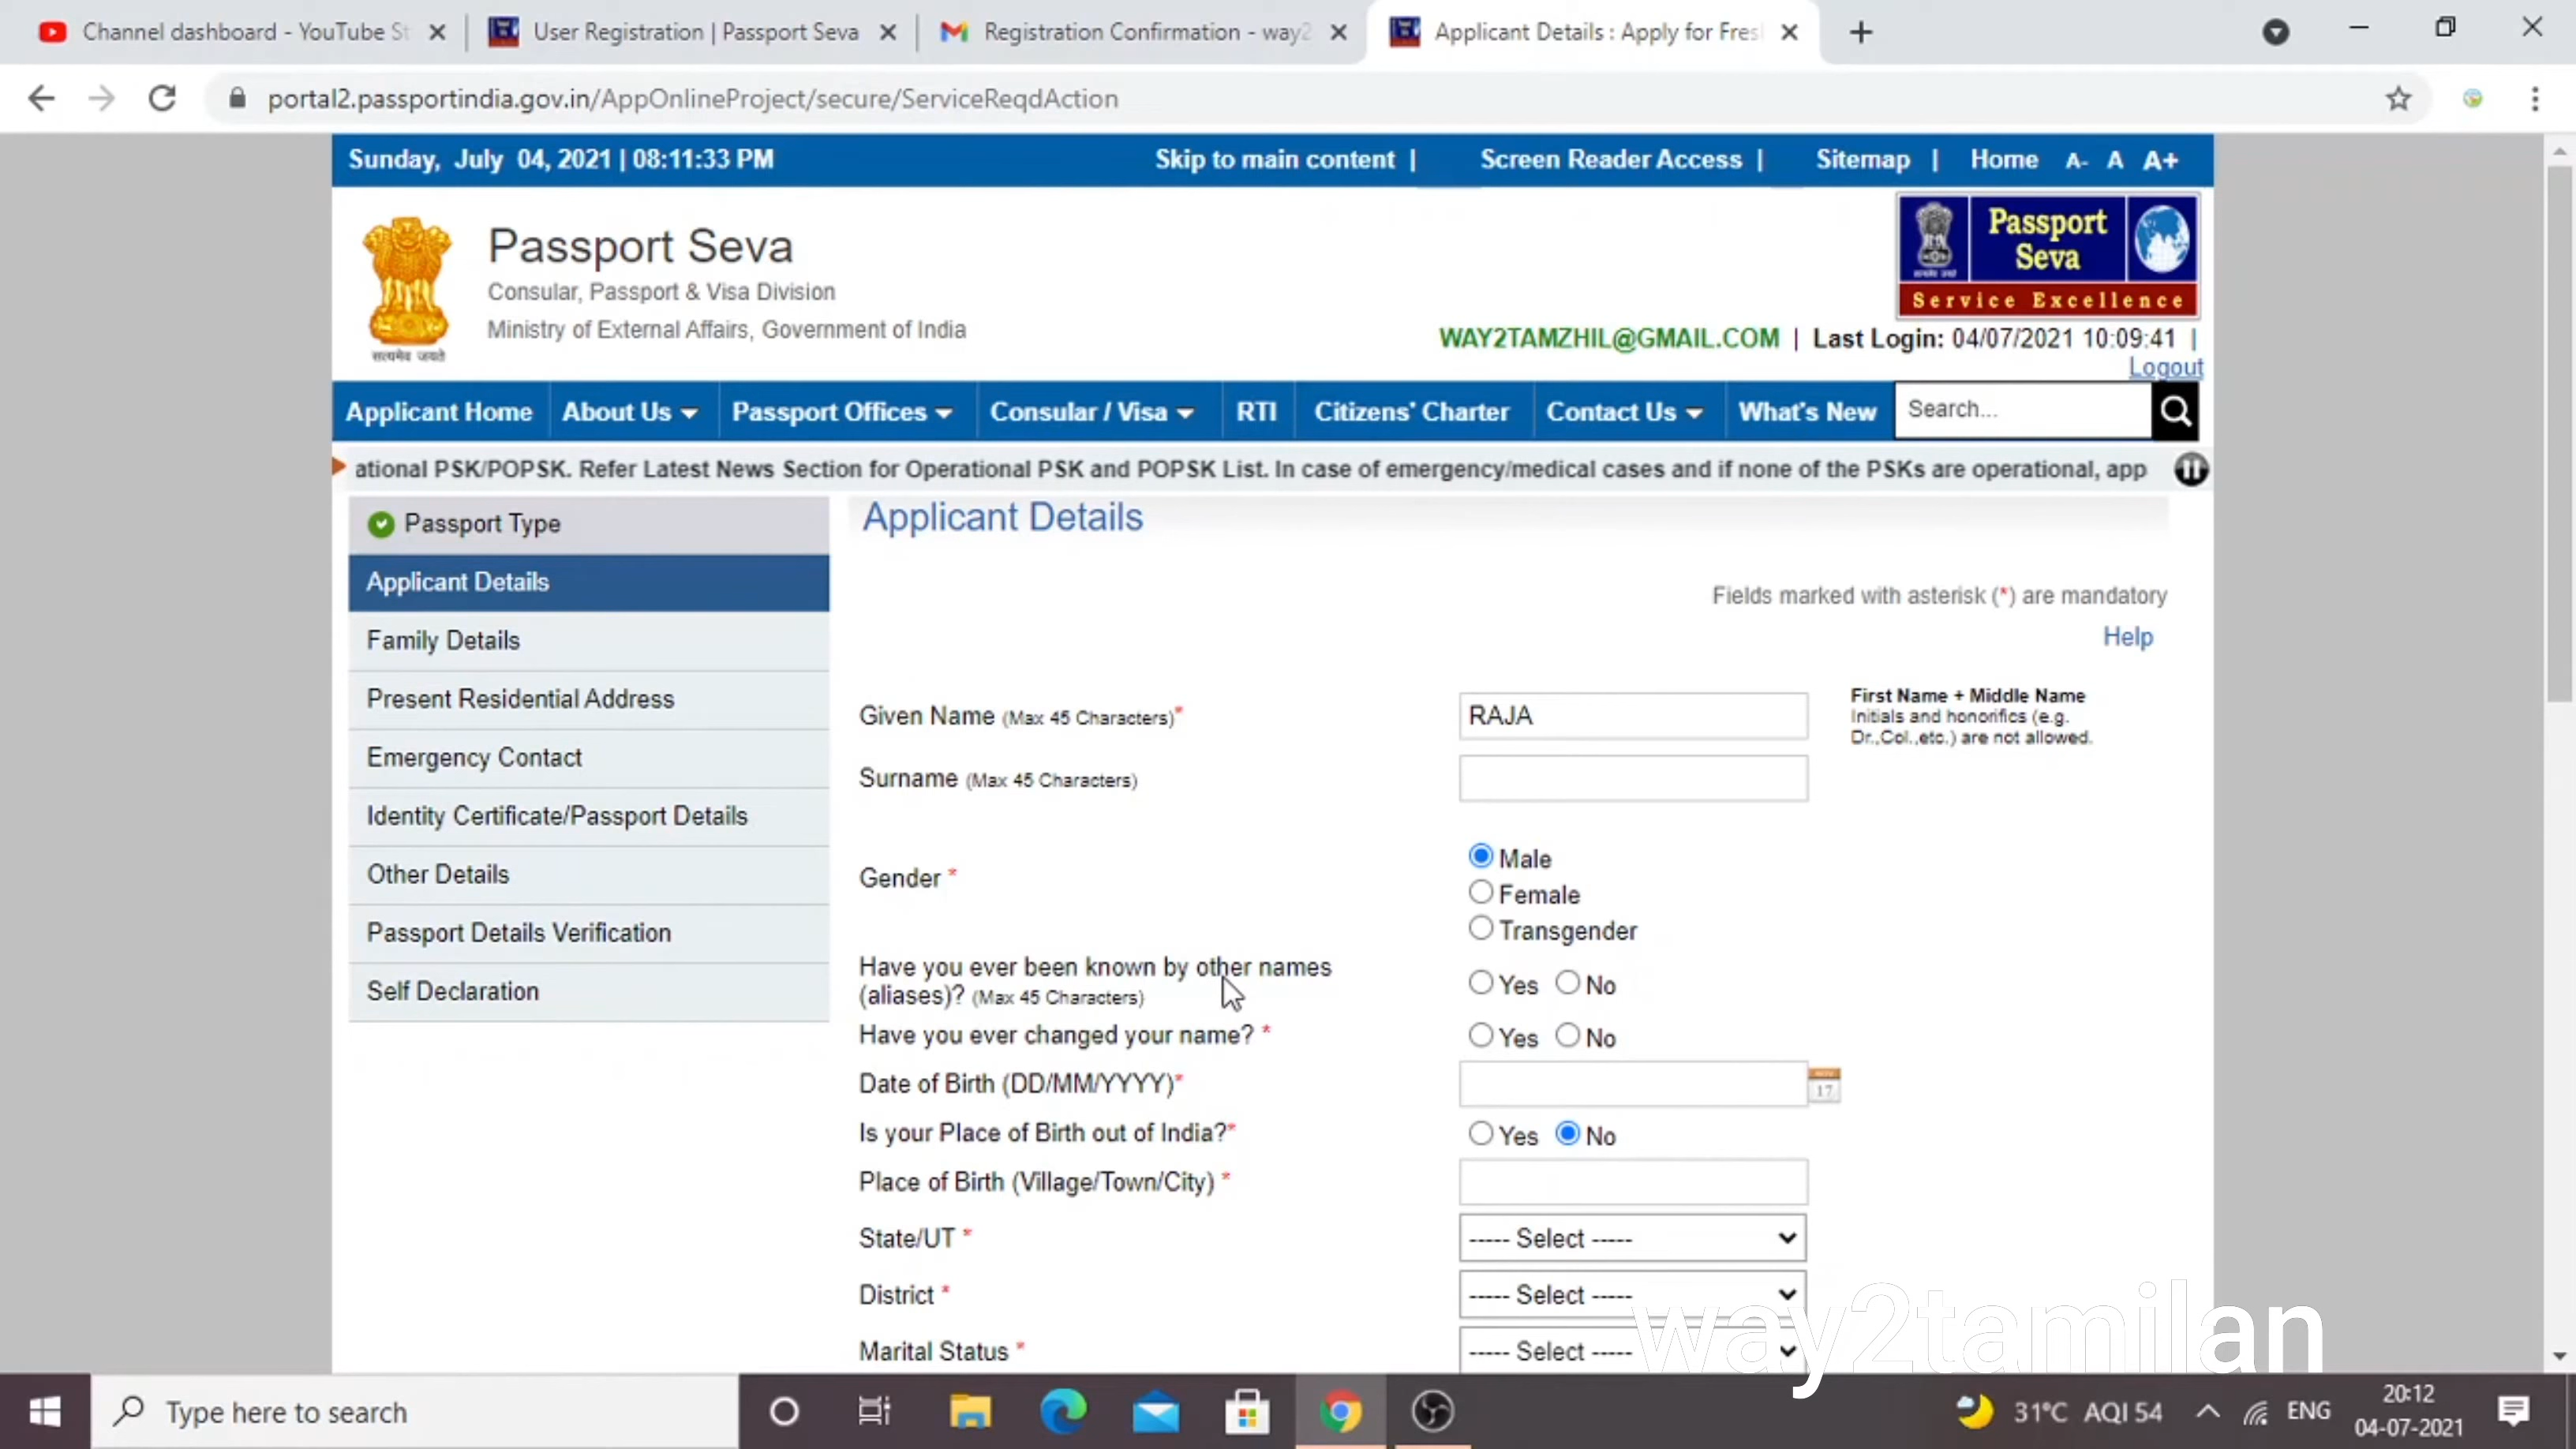 Channel dashboard - YouTube St
User Registration | Passport Seva
Registration Confirmation - way2
Applicant Details : Apply for Fresh
portal2.passportindia.gov.in/AppOnlineProject/secure/ServiceReqdAction
Sunday, July 04, 2021 | 08:11:33 PM
Skip to main content |
Screen Reader Access |
Sitemap |
Home A- A A+
Passport Seva
Consular, Passport & Visa Division
Ministry of External Affairs, Government of India
सत्यमेव जयते
Passport
Seva
Service Excellence
WAY2TAMZHIL@GMAIL.COM | Last Login: 04/07/2021 10:09:41 |
Logout
Applicant Home
About Us
Passport Offices
Consular / Visa
RTI
Citizens' Charter
Contact Us
What's New
Search...
ational PSK/POPSK. Refer Latest News Section for Operational PSK and POPSK List. In case of emergency/medical cases and if none of the PSKs are operational, app
Passport Type
Applicant Details
Family Details
Present Residential Address
Emergency Contact
Identity Certificate/Passport Details
Other Details
Passport Details Verification
Self Declaration
Applicant Details
Fields marked with asterisk (*) are mandatory
Help
Given Name (Max 45 Characters)*
RAJA
First Name + Middle Name
Initials and honorifics (e.g.
Dr.,Col.,etc.) are not allowed.
Surname (Max 45 Characters)
Gender *
Male
Female
Transgender
Have you ever been known by other names
(aliases)? (Max 45 Characters)
Yes No
Have you ever changed your name? *
Yes No
Date of Birth (DD/MM/YYYY)*
17
Is your Place of Birth out of India?*
Yes No
Place of Birth (Village/Town/City) *
State/UT *
----- Select -----
District *
----- Select -----
Marital Status *
----- Select -----
way2tamilan
Type here to search
31°C AQI 54
ENG
20:12
04-07-2021